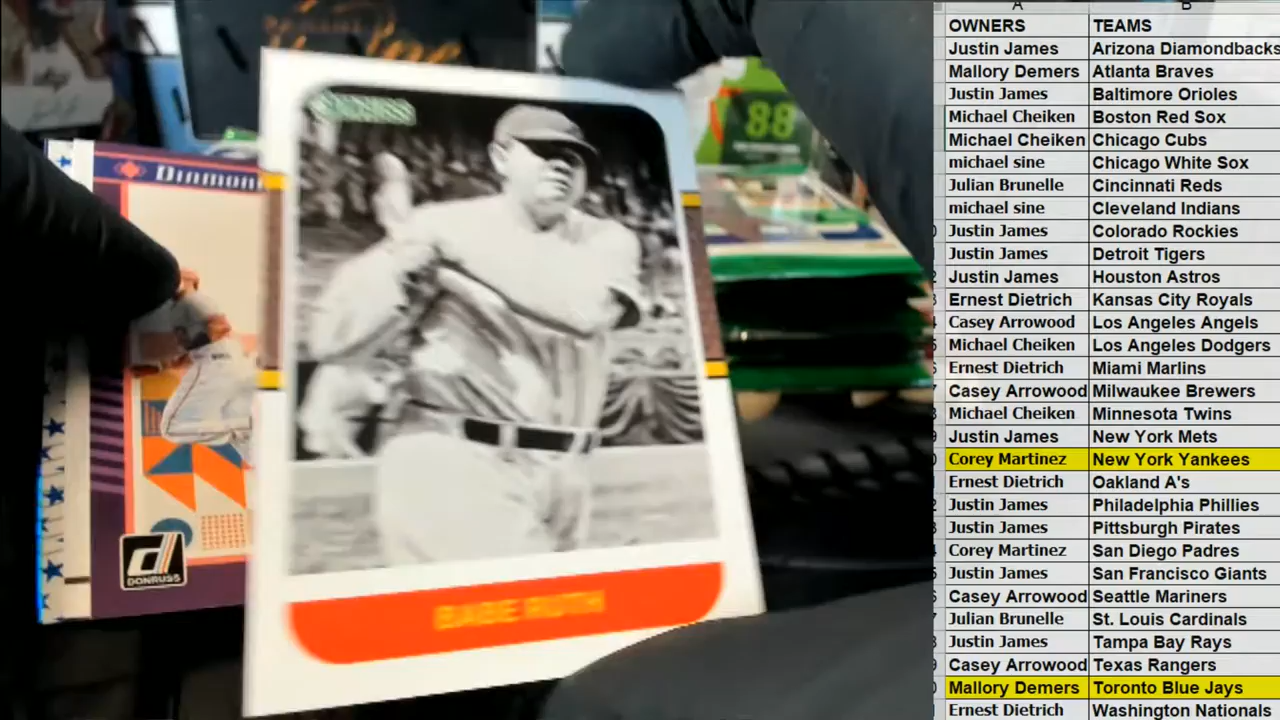 DONRUSS
BABE RUTH
88
DONRUSS
A B
OWNERS TEAMS
Justin James Arizona Diamondbacks
Mallory Demers Atlanta Braves
Justin James Baltimore Orioles
Michael Cheiken Boston Red Sox
Michael Cheiken Chicago Cubs
michael sine Chicago White Sox
Julian Brunelle Cincinnati Reds
michael sine Cleveland Indians
Justin James Colorado Rockies
Justin James Detroit Tigers
Justin James Houston Astros
Ernest Dietrich Kansas City Royals
Casey Arrowood Los Angeles Angels
Michael Cheiken Los Angeles Dodgers
Ernest Dietrich Miami Marlins
Casey Arrowood Milwaukee Brewers
Michael Cheiken Minnesota Twins
Justin James New York Mets
Corey Martinez New York Yankees
Ernest Dietrich Oakland A's
Justin James Philadelphia Phillies
Justin James Pittsburgh Pirates
Corey Martinez San Diego Padres
Justin James San Francisco Giants
Casey Arrowood Seattle Mariners
Julian Brunelle St. Louis Cardinals
Justin James Tampa Bay Rays
Casey Arrowood Texas Rangers
Mallory Demers Toronto Blue Jays
Ernest Dietrich Washington Nationals